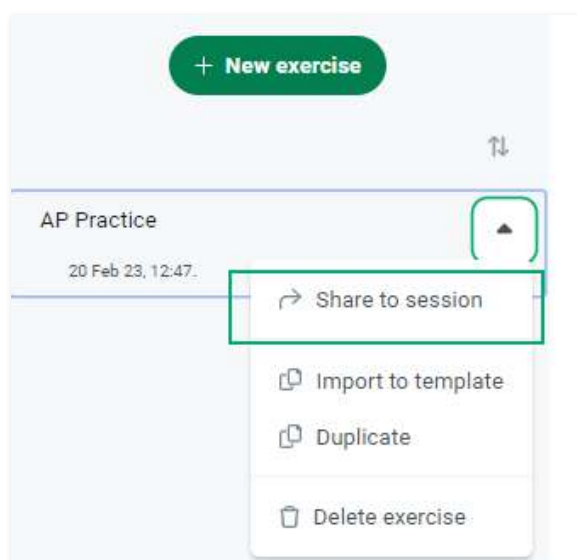 + New exercise
AP Practice
20 Feb 23, 12:47.
Share to session
Import to template
Duplicate
Delete exercise